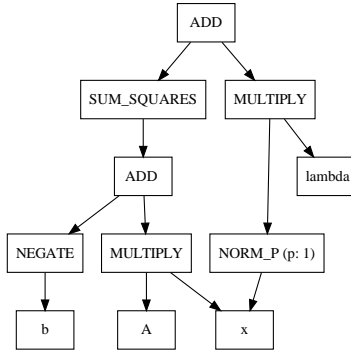 ADD
SUM_SQUARES
MULTIPLY
ADD
lambda
NEGATE
MULTIPLY
NORM_P (p: 1)
b
A
x